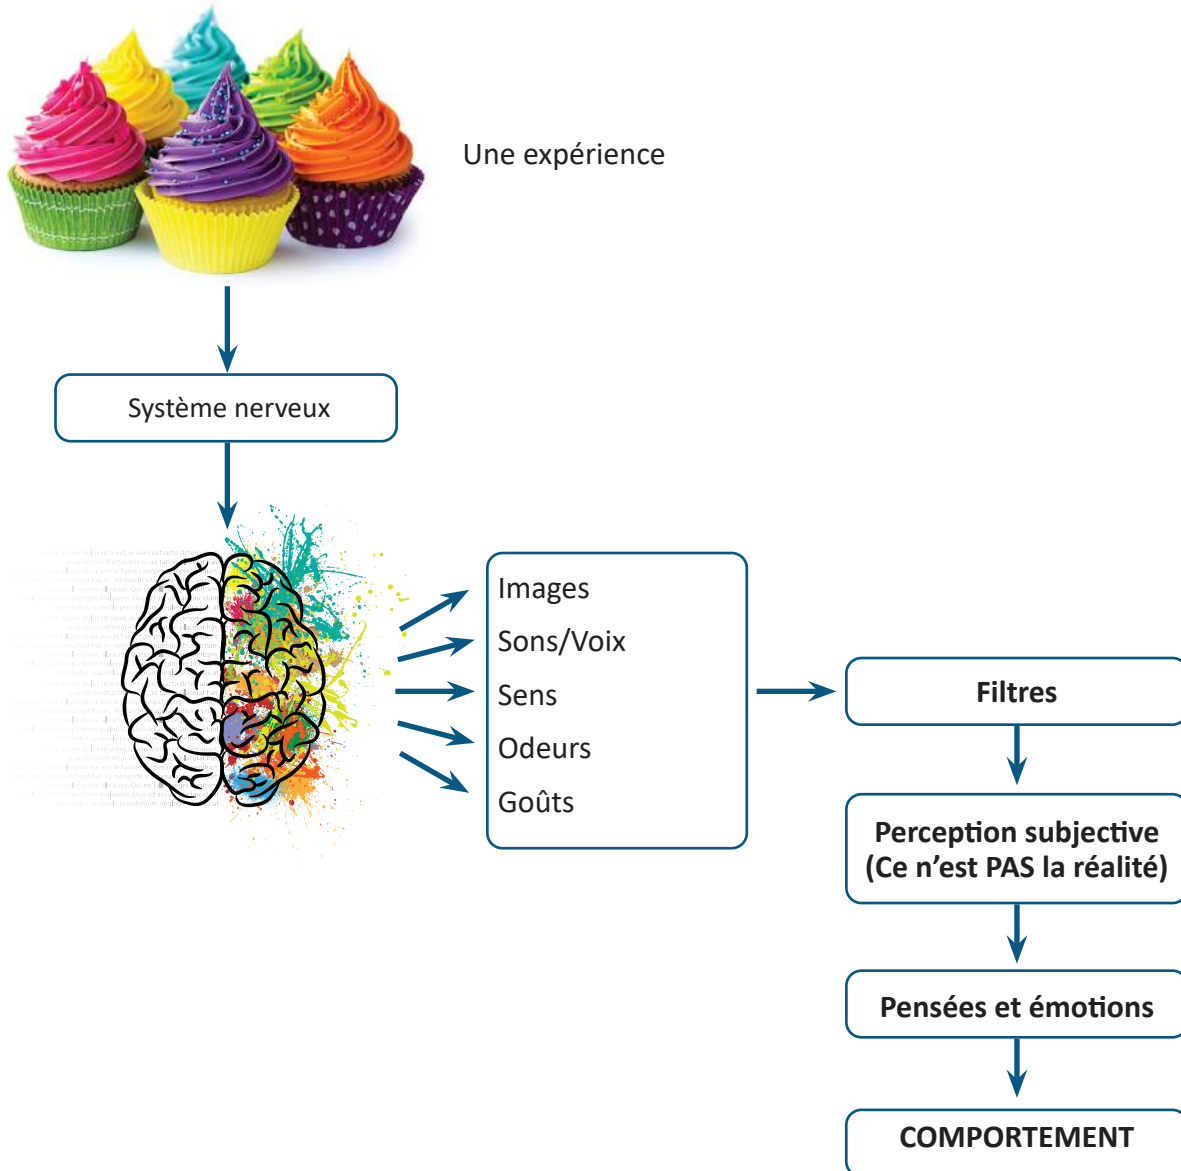 Une expérience
Système nerveux
Images
Sons/Voix
Sens
Odeurs
Goûts
Filtres
Perception subjective
(Ce n'est PAS la réalité)
Pensées et émotions
COMPORTEMENT